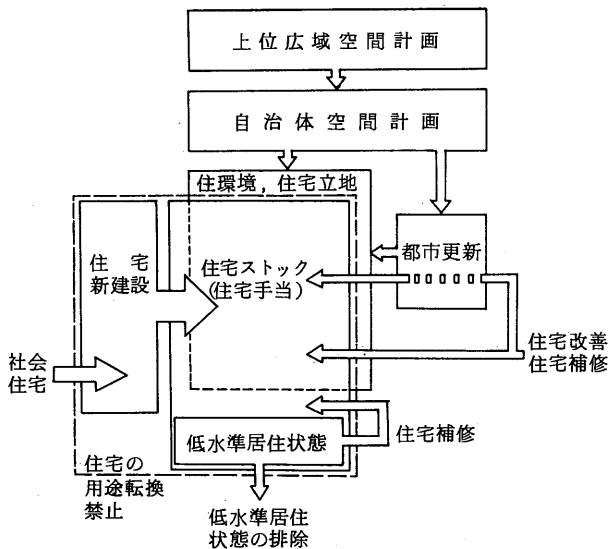 上位広域空間計画
自治体空間計画
住環境，住宅立地
都市更新
住宅
新建設
住宅ストック
(住宅手当)
住宅改善
住宅補修
社会
住宅
低水準居住状態
住宅補修
住宅の
用途転換
禁止
低水準居住
状態の排除